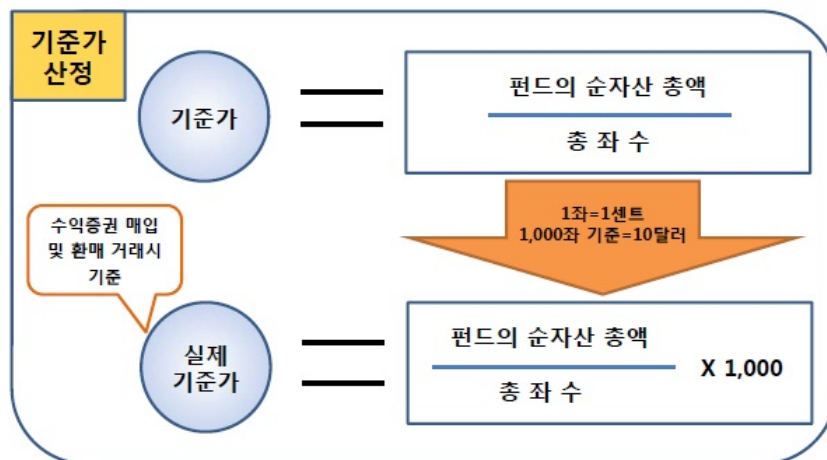 기준가
산정
기준가
펀드의 순자산 총액
총 좌 수
1좌=1센트
1,000좌 기준=10달러
수익증권 매입
및 환매 거래시
기준
실제
기준가
펀드의 순자산 총액
총 좌 수
X 1,000